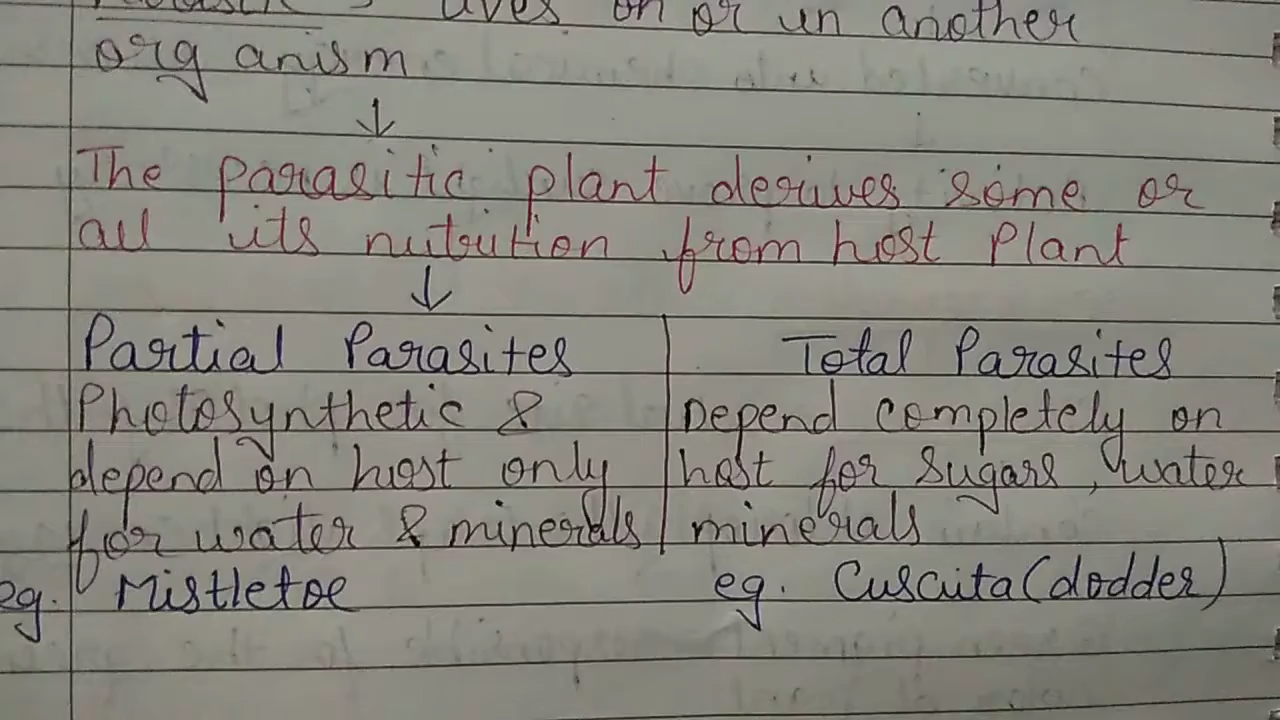 lives on or in another
organism
↓
The parasitic plant derives some or
all its nutrition from host Plant
↓
Partial Parasites
Photosynthetic &
depend on host only
for water & minerals
eg. Mistletoe
Total Parasites
Depend completely on
host for sugars, water
minerals
eg. Cuscuta (dodder)